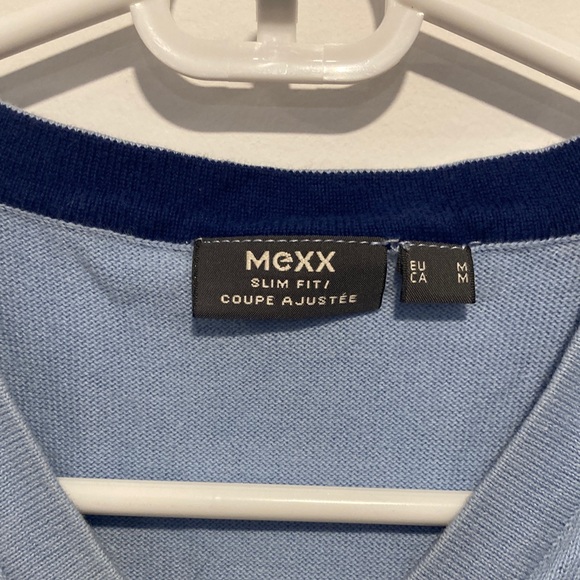 MeXX
SLIM FIT/
COUPE AJUSTÉE
EU M
CA M